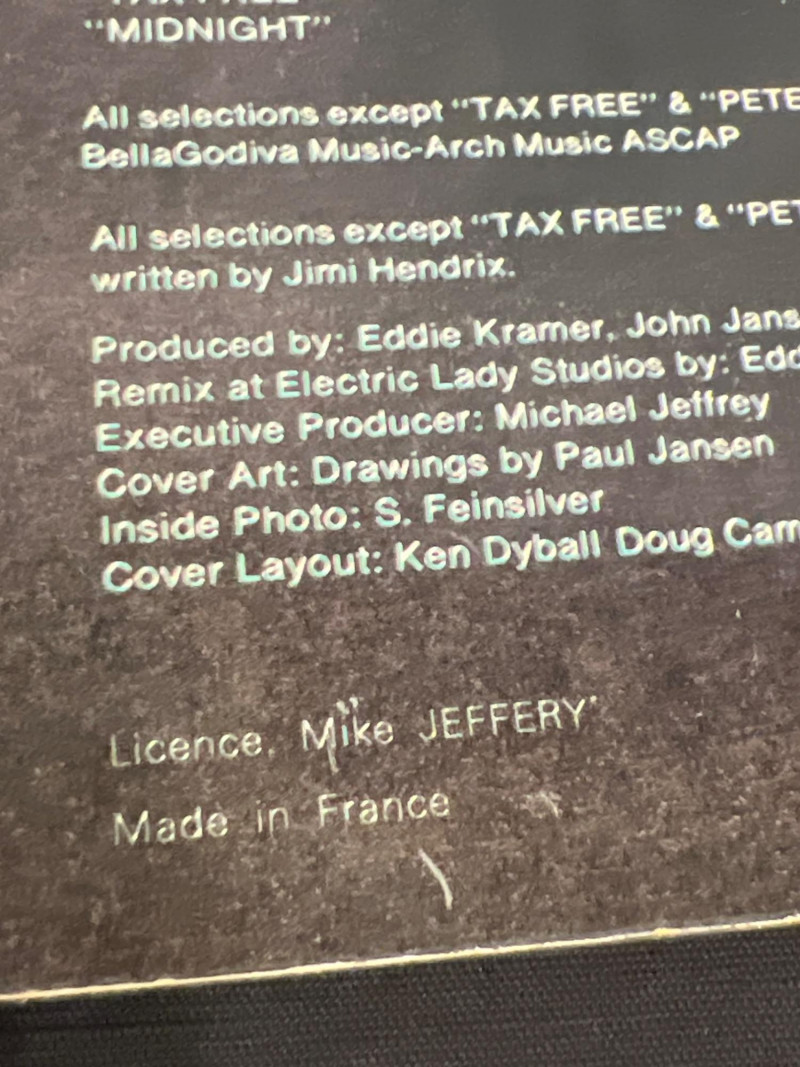 "MIDNIGHT"
All selections except "TAX FREE" & "PETE
BellaGodiva Music-Arch Music ASCAP
All selections except "TAX FREE" & "PET
written by Jimi Hendrix.
Produced by: Eddie Kramer, John Jans
Remix at Electric Lady Studios by: Edd
Executive Producer: Michael Jeffrey
Cover Art: Drawings by Paul Jansen
Inside Photo: S. Feinsilver
Cover Layout: Ken Dyball Doug Cam
Licence. Mike JEFFERY'
Made in France